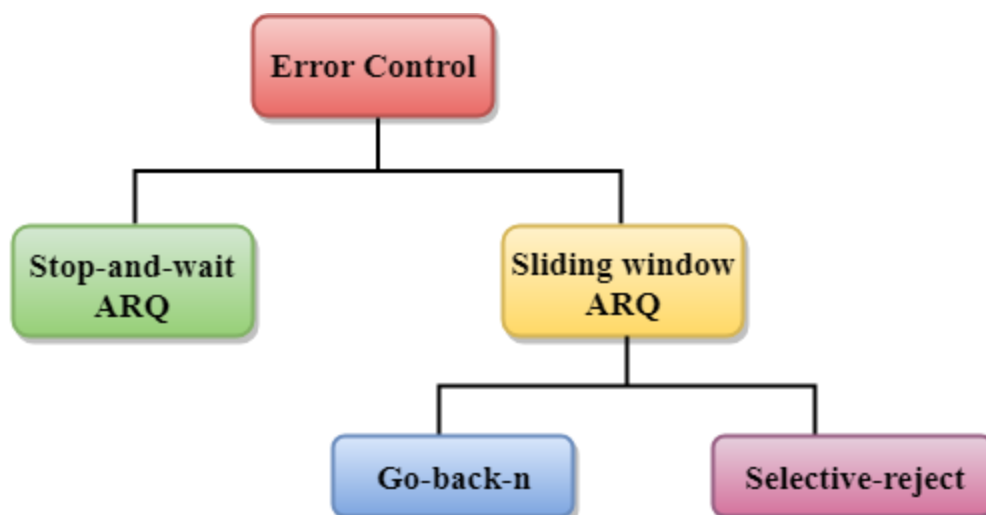 Error Control
Stop-and-wait
ARQ
Sliding window
ARQ
Go-back-n
Selective-reject